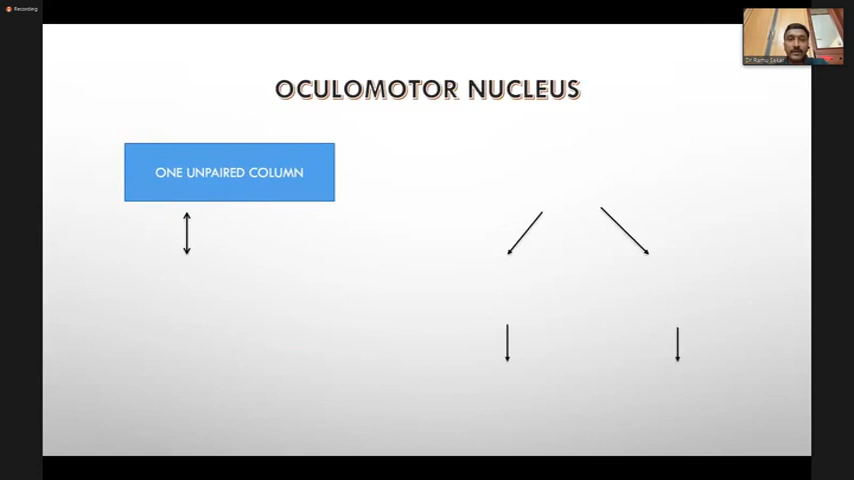 Recording
Dr Ramu Sekar
OCULOMOTOR NUCLEUS
ONE UNPAIRED COLUMN